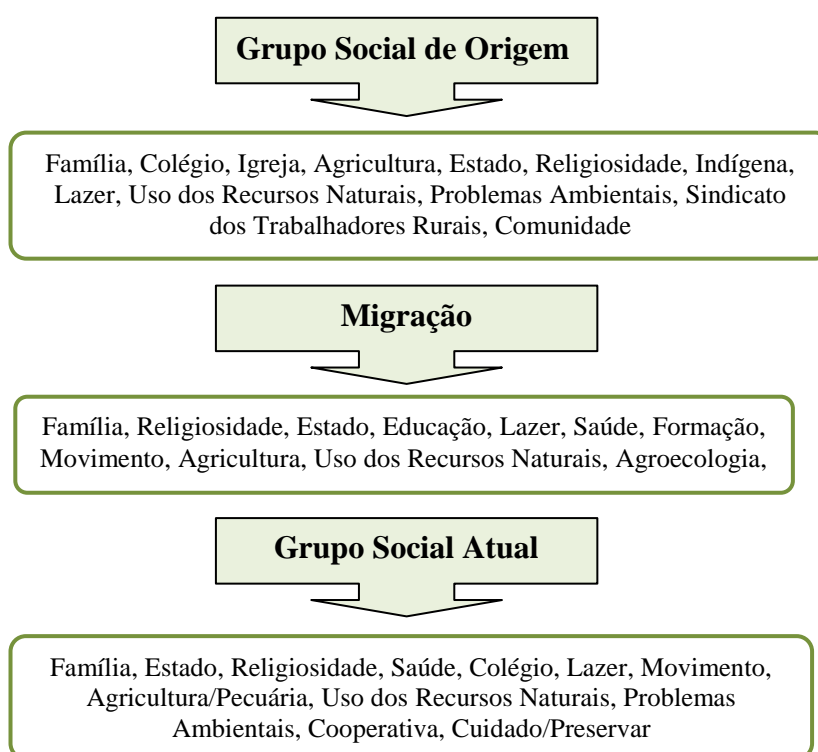 Grupo Social de Origem
Família, Colégio, Igreja, Agricultura, Estado, Religiosidade, Indígena,
Lazer, Uso dos Recursos Naturais, Problemas Ambientais, Sindicato
dos Trabalhadores Rurais, Comunidade
Migração
Família, Religiosidade, Estado, Educação, Lazer, Saúde, Formação,
Movimento, Agricultura, Uso dos Recursos Naturais, Agroecologia,
Grupo Social Atual
Família, Estado, Religiosidade, Saúde, Colégio, Lazer, Movimento,
Agricultura/Pecuária, Uso dos Recursos Naturais, Problemas
Ambientais, Cooperativa, Cuidado/Preservar